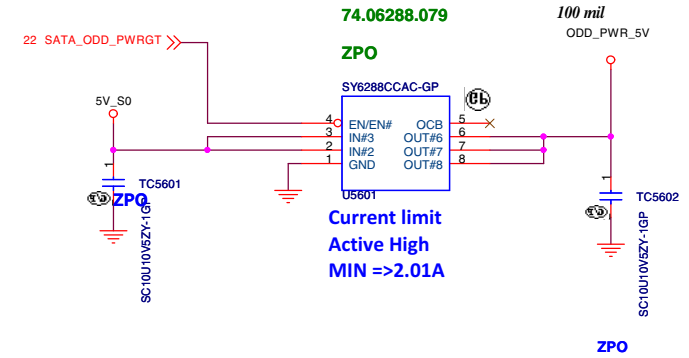 74.06288.079
100 mil
ODD_PWR_5V
22 SATA_ODD_PWRGT
ZPO
SY6288CCAC-GP
5V_S0
4 EN/EN# OCB 5
3 IN#3 OUT#6 6
2 IN#2 OUT#7 7
1 GND OUT#8 8
U5601
1
TC5601
ZPO
SC10U10V5ZY-1GP
Current limit
Active High
MIN =>2.01A
1
TC5602
SC10U10V5ZY-1GP
ZPO